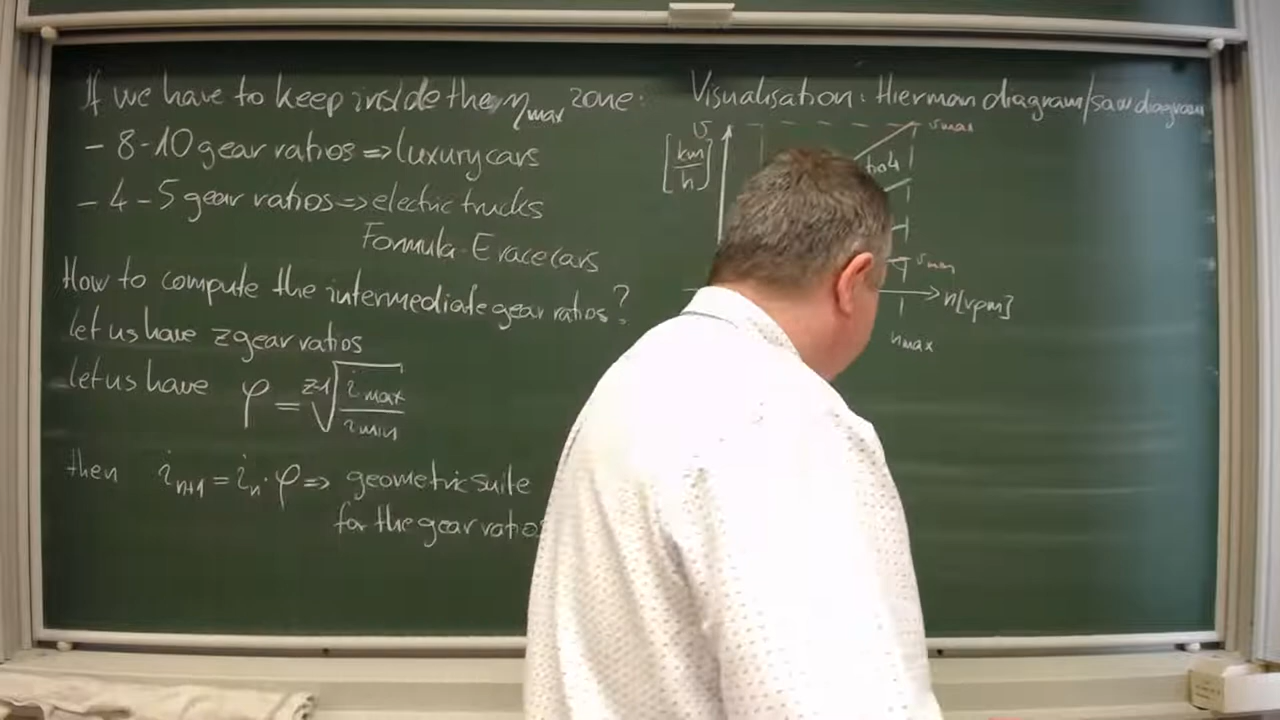 If we have to keep inside the η_max zone:
- 8-10 gear ratios => luxury cars
- 4-5 gear ratios => electric trucks
Formula-E race cars
How to compute the intermediate gear ratios?
let us have z gear ratios
let us have φ = z-1√(i_max/i_min)
then i_n+1 = i_n · φ => geometric suite
for the gear ratios
Visualisation: Hierman diagram/saw diagram
v
[km/h]
v_max
v_min
n[rpm]
n_max